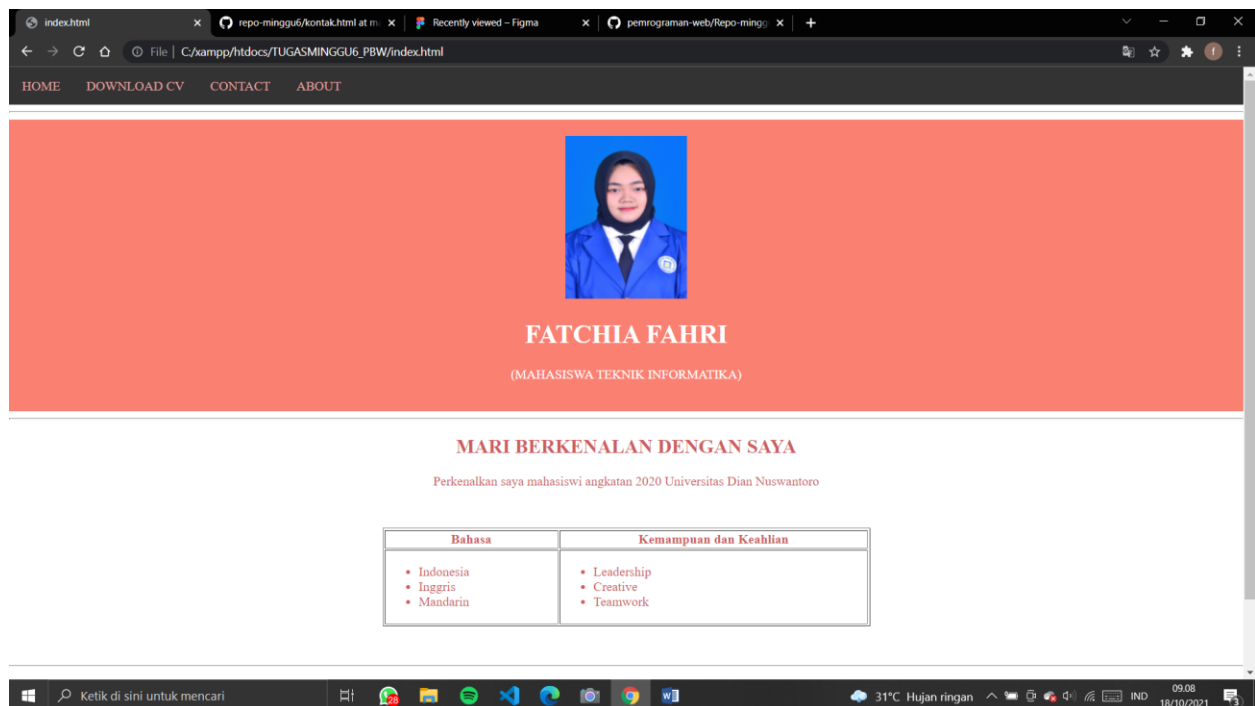 index.html
repo-minggu6/kontak.html at ma
Recently viewed – Figma
pemrograman-web/Repo-mingg
File | C:/xampp/htdocs/TUGASMINGGU6_PBW/index.html
HOME DOWNLOAD CV CONTACT ABOUT
FATCHIA FAHRI
(MAHASISWA TEKNIK INFORMATIKA)
MARI BERKENALAN DENGAN SAYA
Perkenalkan saya mahasiswi angkatan 2020 Universitas Dian Nuswantoro
Bahasa Kemampuan dan Keahlian
• Indonesia • Leadership
• Inggris • Creative
• Mandarin • Teamwork
Ketik di sini untuk mencari
28
31°C Hujan ringan
IND
09.08
18/10/2021
3